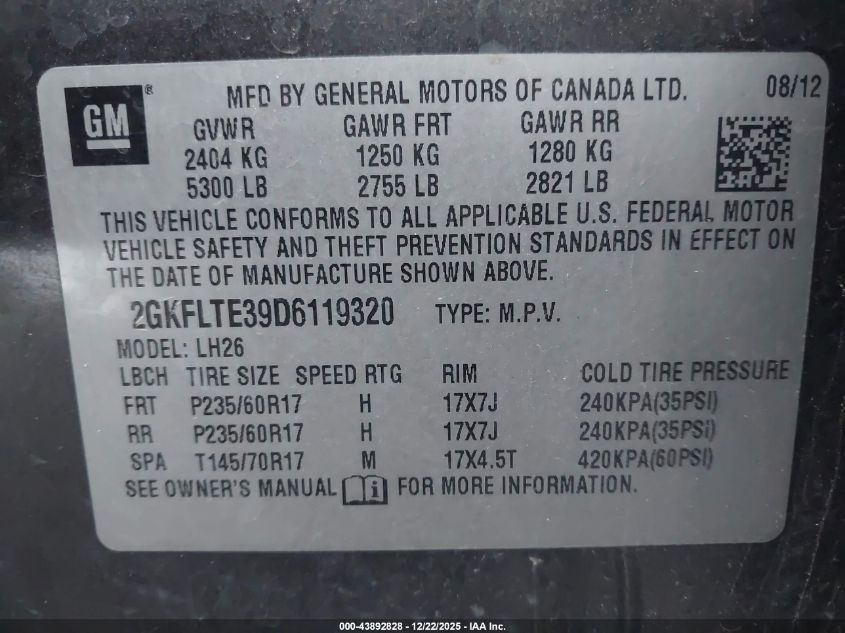 GM ®
MFD BY GENERAL MOTORS OF CANADA LTD. 08/12
GVWR GAWR FRT GAWR RR
2404 KG 1250 KG 1280 KG
5300 LB 2755 LB 2821 LB
THIS VEHICLE CONFORMS TO ALL APPLICABLE U.S. FEDERAL MOTOR
VEHICLE SAFETY AND THEFT PREVENTION STANDARDS IN EFFECT ON
THE DATE OF MANUFACTURE SHOWN ABOVE.
2GKFLTE39D6119320 TYPE: M.P.V.
MODEL: LH26
LBCH TIRE SIZE SPEED RTG RIM COLD TIRE PRESSURE
FRT P235/60R17 H 17X7J 240KPA(35PSI)
RR P235/60R17 H 17X7J 240KPA(35PSI)
SPA T145/70R17 M 17X4.5T 420KPA(60PSI)
SEE OWNER'S MANUAL i FOR MORE INFORMATION.
000-43892828 - 12/22/2025 - IAA Inc.